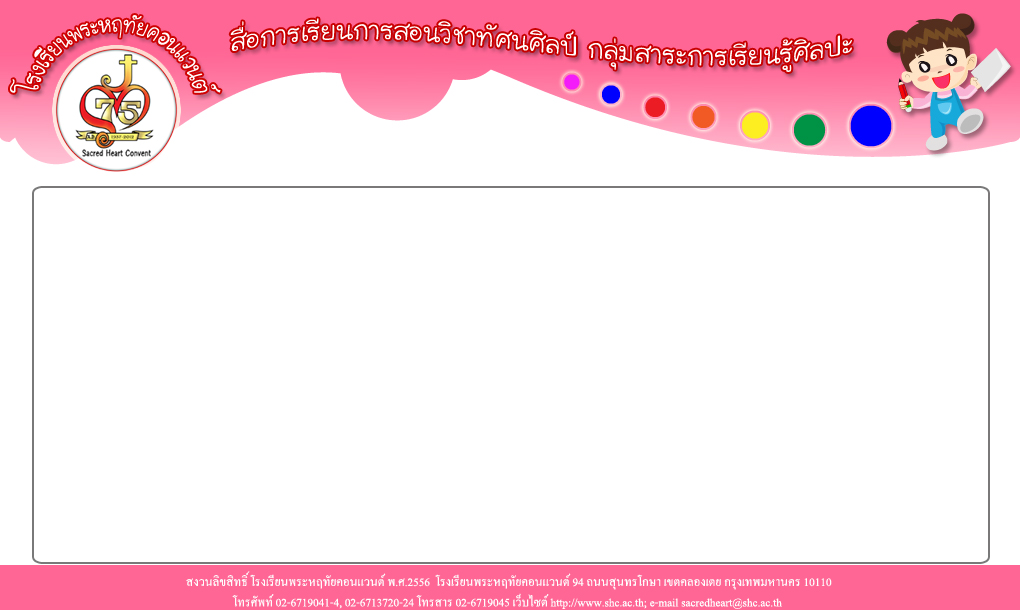 โรงเรียนพระหฤทัยคอนแวนต์
สื่อการเรียนการสอนวิชาทัศนศิลป์ กลุ่มสาระการเรียนรู้ศิลปะ
75
1937-2012
Sacred Heart Convent
สงวนลิขสิทธิ์ โรงเรียนพระหฤทัยคอนแวนต์ พ.ศ.2556 โรงเรียนพระหฤทัยคอนแวนต์ 94 ถนนสุนทรโกษา เขตคลองเตย กรุงเทพมหานคร 10110
โทรศัพท์ 02-6719041-4, 02-6713720-24 โทรสาร 02-6719045 เว็บไซต์ http://www.shc.ac.th; e-mail sacredheart@shc.ac.th